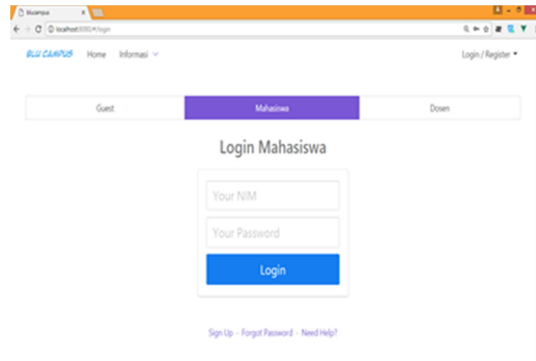 blucampus
localhost:8080/#/login
BLU CAMPUS Home Informasi Login / Register
Guest Mahasiswa Dosen
Login Mahasiswa
Your NIM
Your Password
Login
Sign Up - Forgot Password - Need Help?